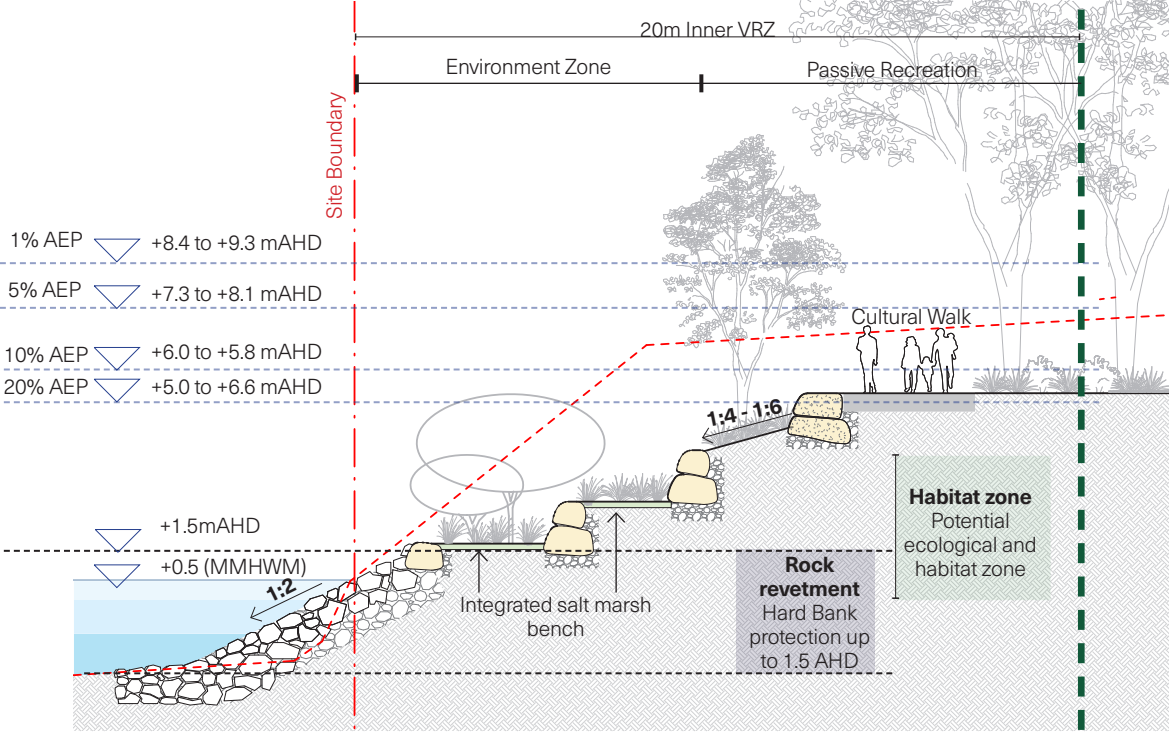 20m Inner VRZ
Environment Zone
Passive Recreation
Site Boundary
1% AEP
+8.4 to +9.3 mAHD
5% AEP
+7.3 to +8.1 mAHD
Cultural Walk
10% AEP
+6.0 to +5.8 mAHD
20% AEP
+5.0 to +6.6 mAHD
1:4 - 1:6
+1.5mAHD
+0.5 (MMHWM)
1:2
Integrated salt marsh
bench
Habitat zone
Potential
ecological and
habitat zone
Rock
revetment
Hard Bank
protection up
to 1.5 AHD